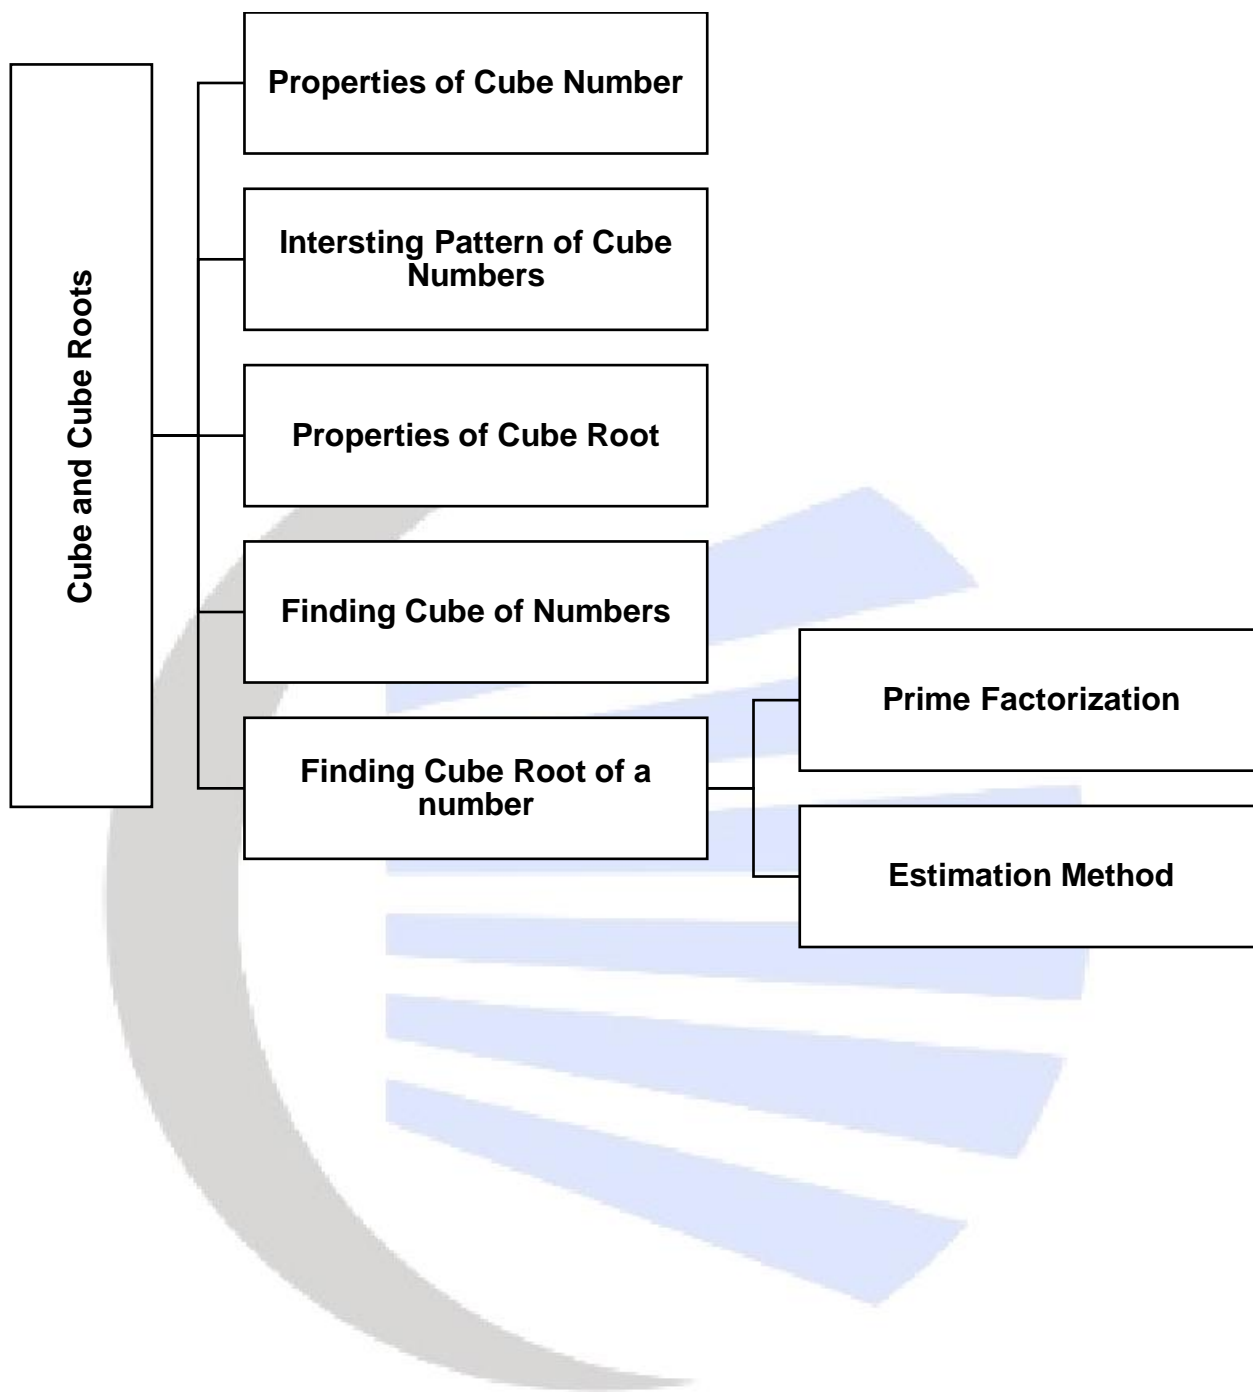 Cube and Cube Roots
Properties of Cube Number
Intersting Pattern of Cube
Numbers
Properties of Cube Root
Finding Cube of Numbers
Finding Cube Root of a
number
Prime Factorization
Estimation Method